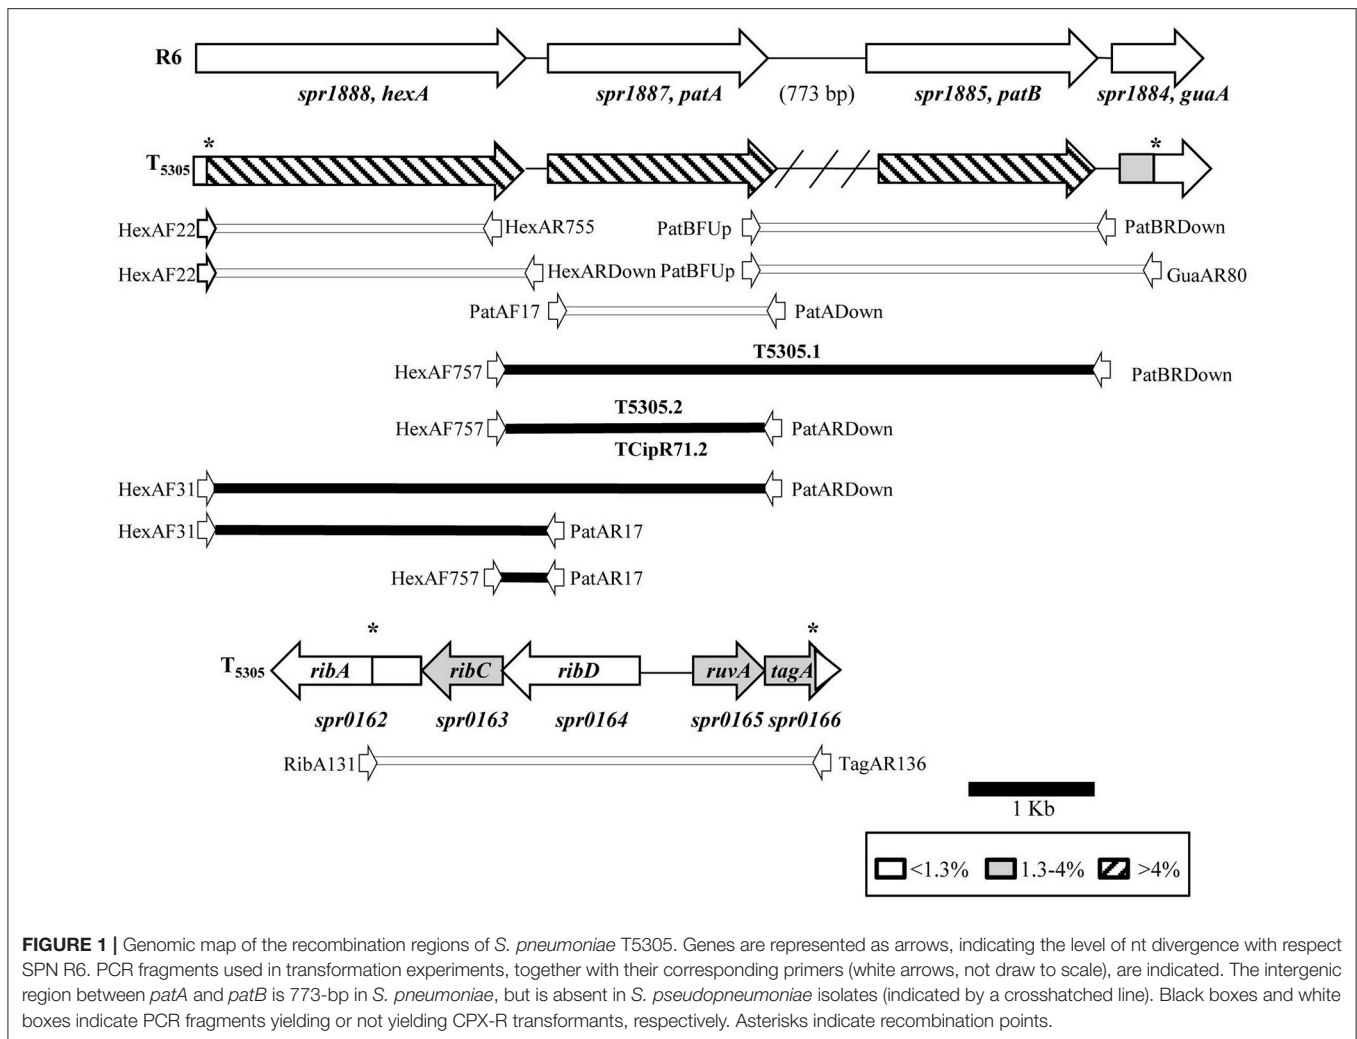 R6
spr1888, hexA
spr1887, patA
(773 bp)
spr1885, patB
spr1884, guaA
*
*
T5305
HexAF22
HexAR755
PatBFUp
PatBRDown
HexAF22
HexARDown
PatBFUp
GuaAR80
PatAF17
PatADown
T5305.1
HexAF757
PatBRDown
T5305.2
HexAF757
PatARDown
TCipR71.2
HexAF31
PatARDown
HexAF31
PatAR17
HexAF757
PatAR17
*
*
T5305
ribA
ribC
ribD
ruvA
tagA
spr0162
spr0163
spr0164
spr0165
spr0166
RibA131
TagAR136
1 Kb
<1.3%
1.3-4%
>4%
FIGURE 1 | Genomic map of the recombination regions of S. pneumoniae T5305. Genes are represented as arrows, indicating the level of nt divergence with respect
SPN R6. PCR fragments used in transformation experiments, together with their corresponding primers (white arrows, not draw to scale), are indicated. The intergenic
region between patA and patB is 773-bp in S. pneumoniae, but is absent in S. pseudopneumoniae isolates (indicated by a crosshatched line). Black boxes and white
boxes indicate PCR fragments yielding or not yielding CPX-R transformants, respectively. Asterisks indicate recombination points.